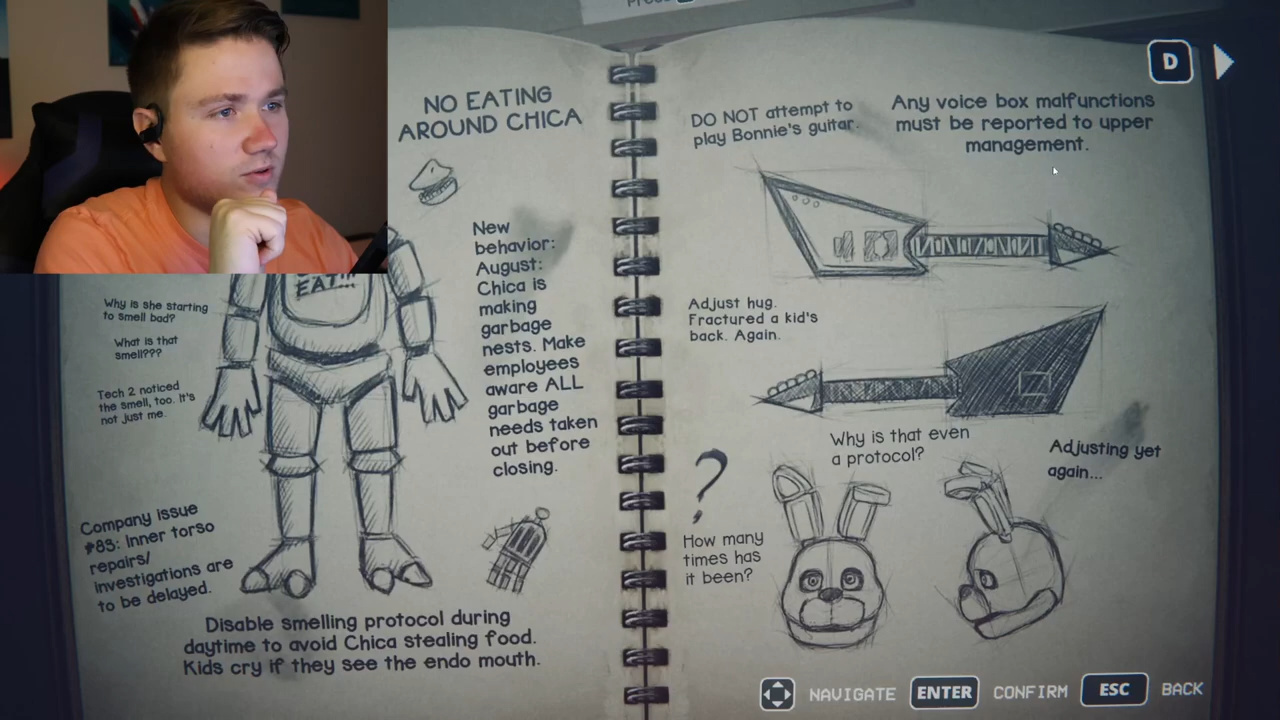 NO EATING
AROUND CHICA
New
behavior:
August:
Chica is
making
garbage
nests. Make
employees
aware ALL
garbage
needs taken
out before
closing.
EAT!!!
Why is she starting
to smell bad?
What is that
smell???
Tech 2 noticed
the smell, too. It's
not just me.
Company issue
#85: Inner torso
repairs/
investigations are
to be delayed.
Disable smelling protocol during
daytime to avoid Chica stealing food.
Kids cry if they see the endo mouth.
DO NOT attempt to
play Bonnie's guitar.
Any voice box malfunctions
must be reported to upper
management.
Adjust hug.
Fractured a kid's
back. Again.
Why is that even
a protocol?
Adjusting yet
again...
?
How many
times has
it been?
D
NAVIGATE ENTER CONFIRM ESC BACK